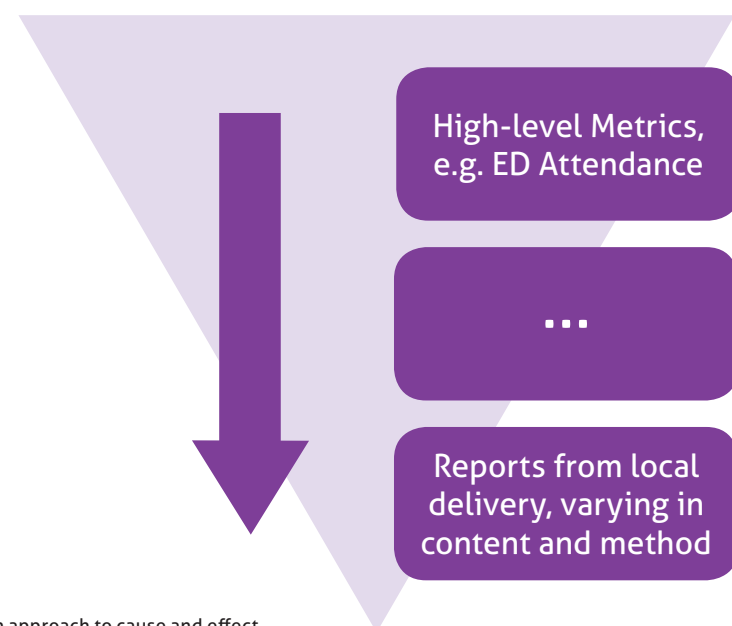 High-level Metrics,
e.g. ED Attendance
...
Reports from local
delivery, varying in
content and method
approach to cause and effect